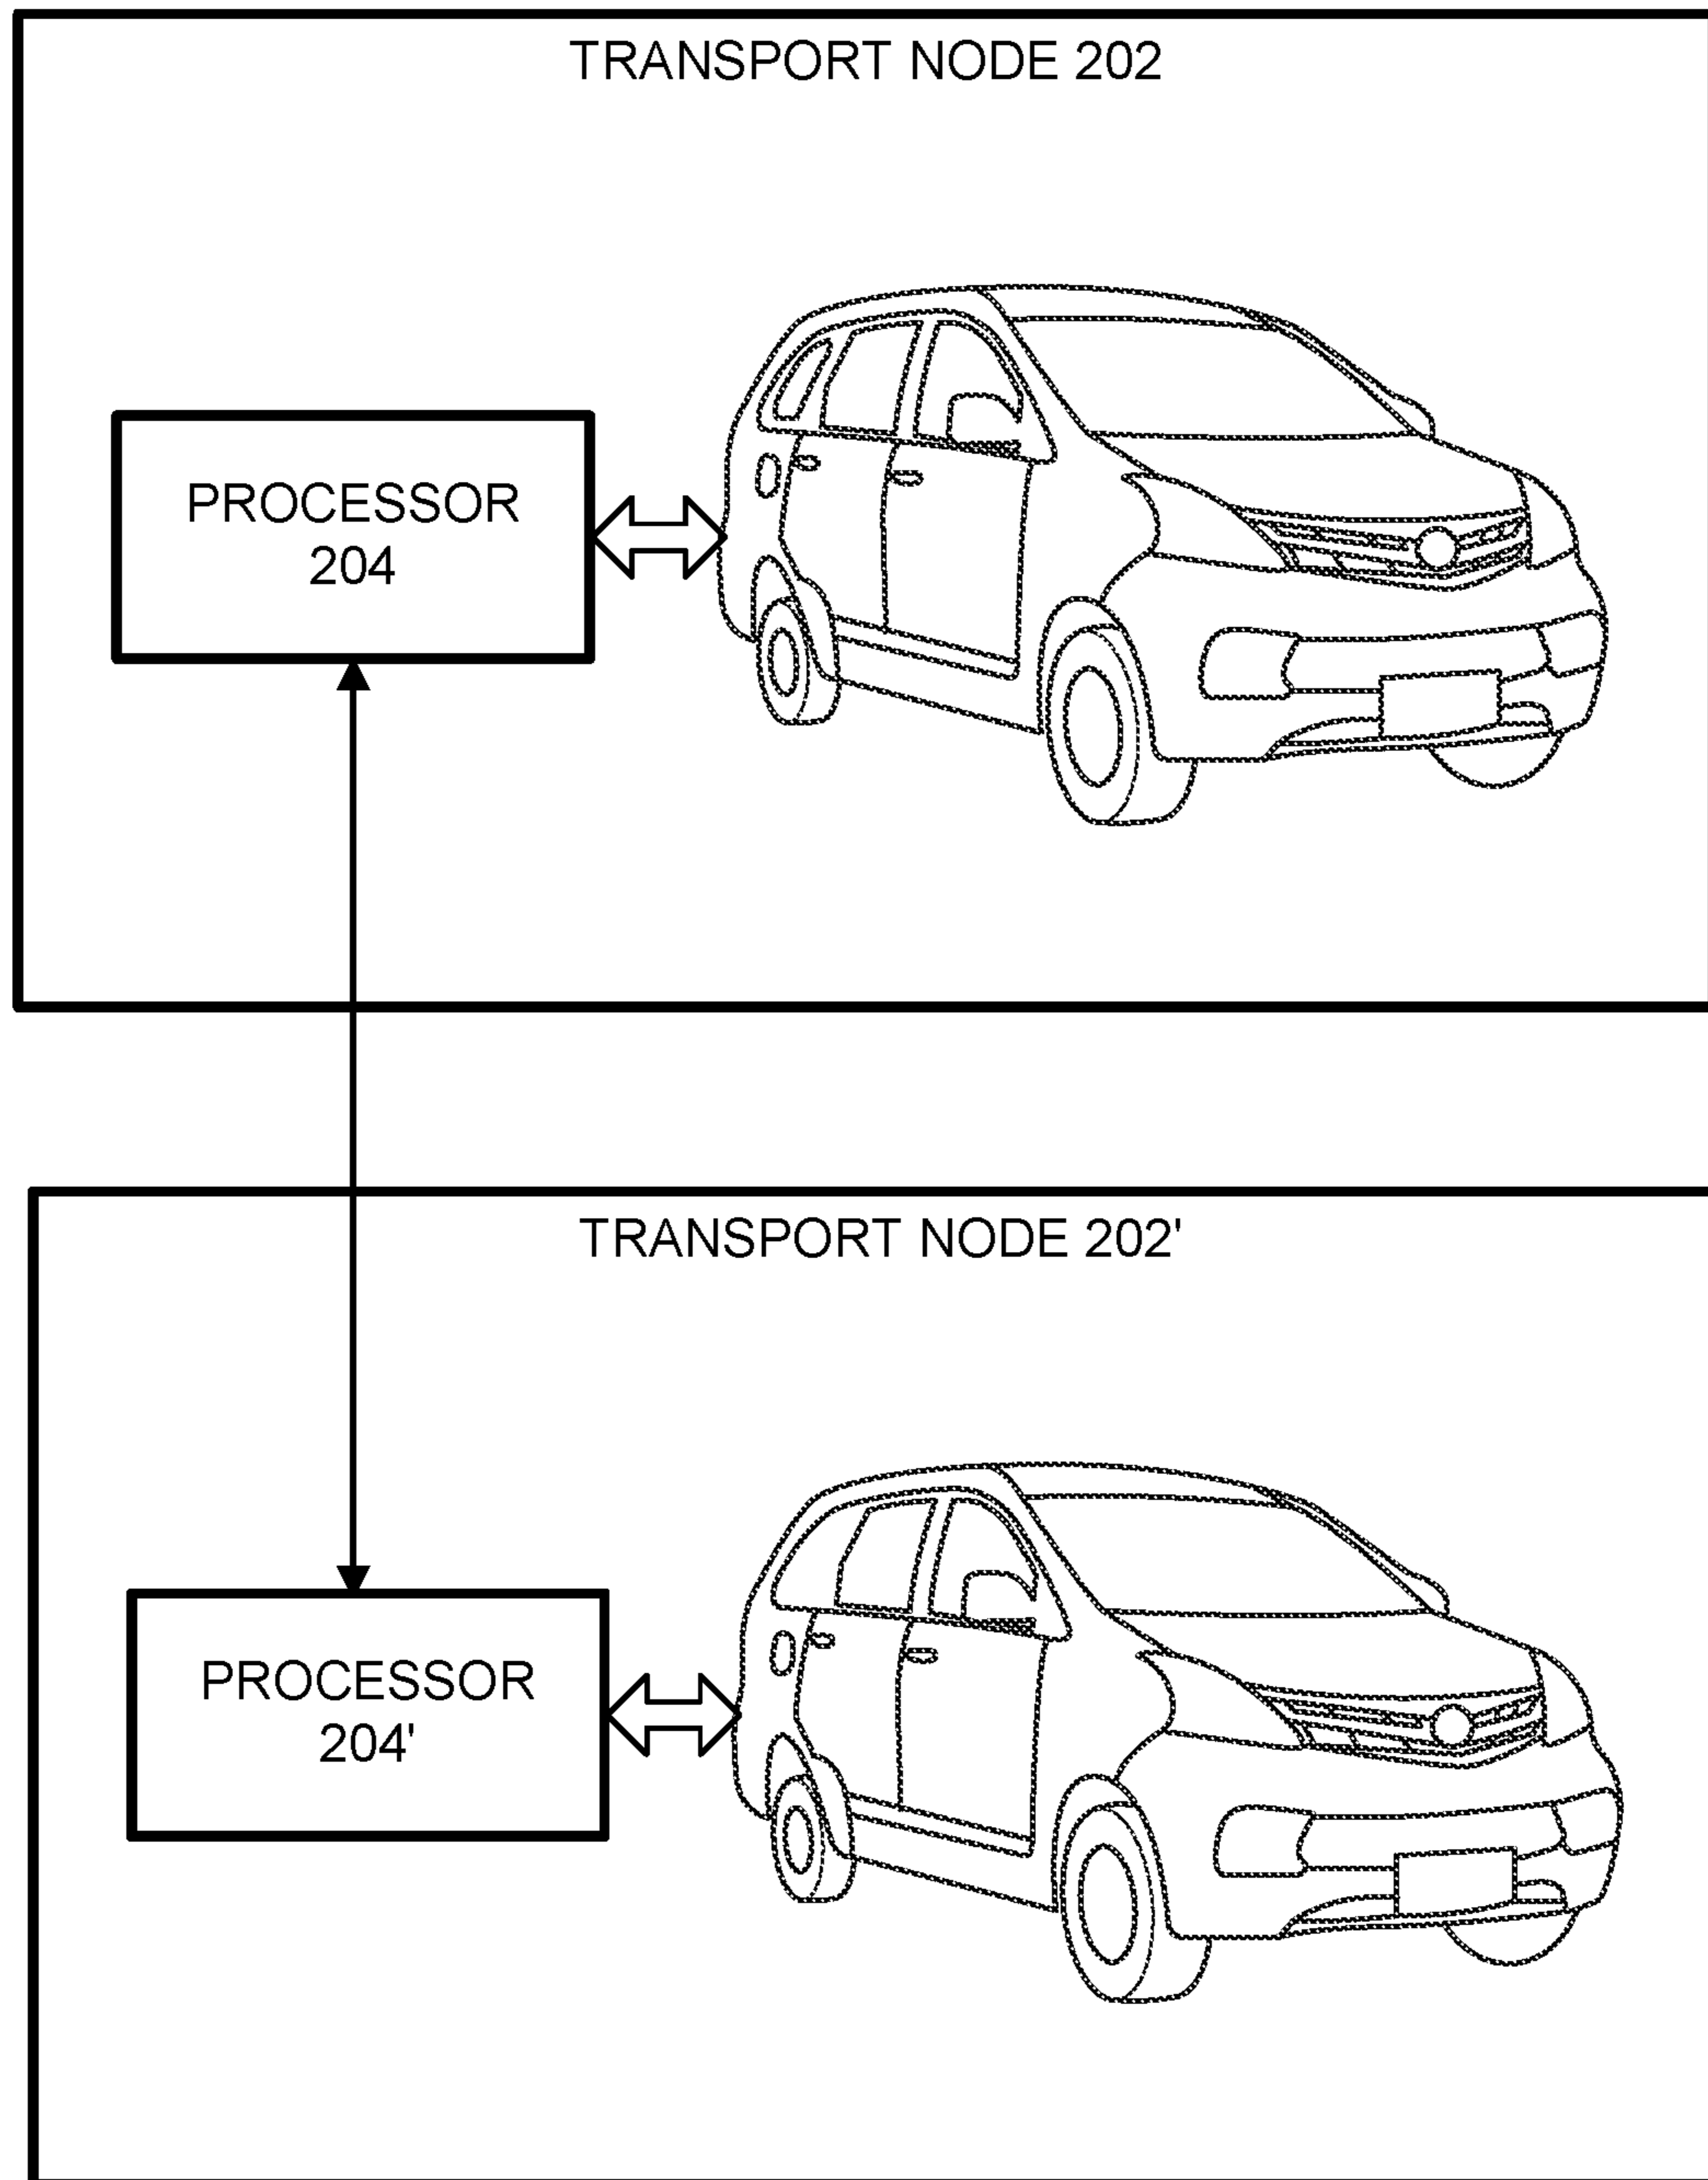 TRANSPORT NODE 202
PROCESSOR
204
TRANSPORT NODE 202'
PROCESSOR
204'